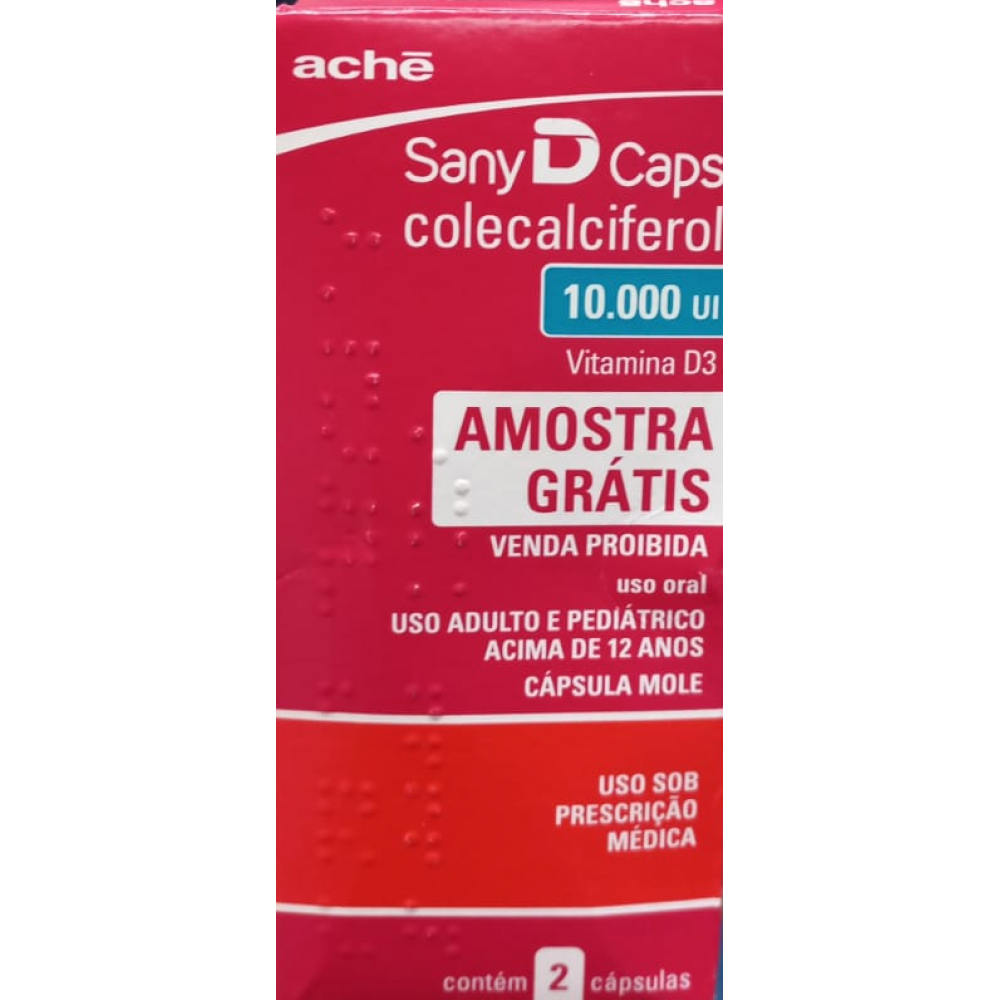 achē
Sany D Caps
colecalciferol
10.000 UI
Vitamina D3
AMOSTRA
GRÁTIS
VENDA PROIBIDA
uso oral
USO ADULTO E PEDIÁTRICO
ACIMA DE 12 ANOS
CÁPSULA MOLE
USO SOB
PRESCRIÇÃO
MÉDICA
contém 2 cápsulas